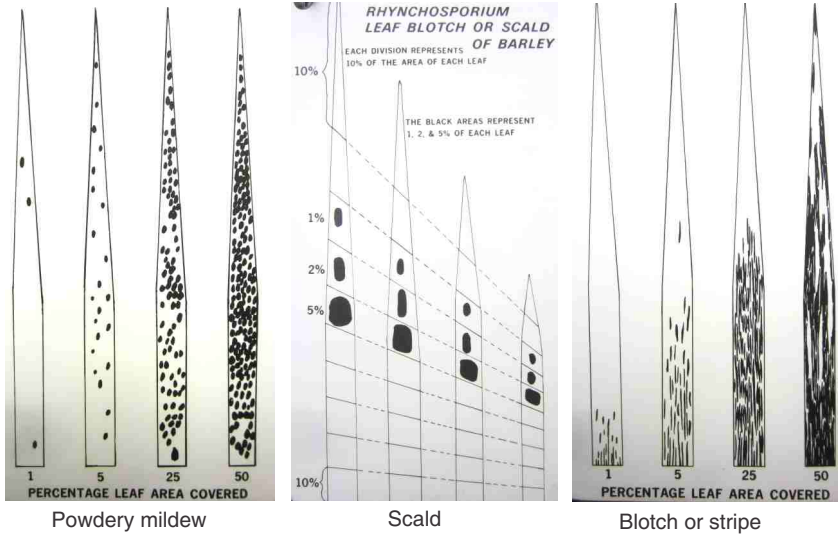 1
5
25
50
PERCENTAGE LEAF AREA COVERED
Powdery mildew
RHYNCHOSPORIUM
LEAF BLOTCH OR SCALD
OF BARLEY
EACH DIVISION REPRESENTS
10% OF THE AREA OF EACH LEAF
10%
THE BLACK AREAS REPRESENT
1, 2, & 5% OF EACH LEAF
1%
2%
5%
10%
Scald
1
5
25
50
PERCENTAGE LEAF AREA COVERED
Blotch or stripe